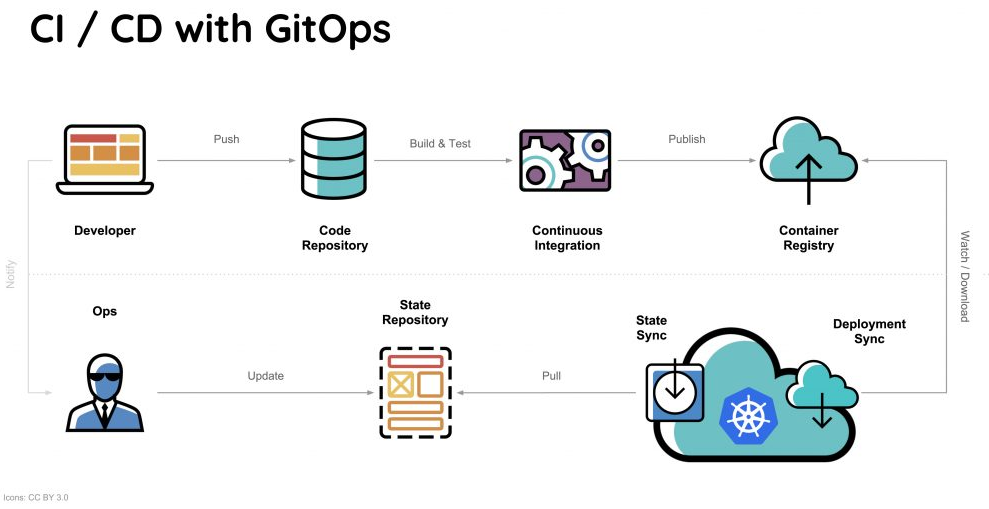 CI / CD with GitOps
Push
Build & Test
Publish
Developer
Code
Repository
Continuous
Integration
Container
Registry
Notify
Watch / Download
Ops
State
Repository
State
Sync
Deployment
Sync
Update
Pull
Icons: CC BY 3.0